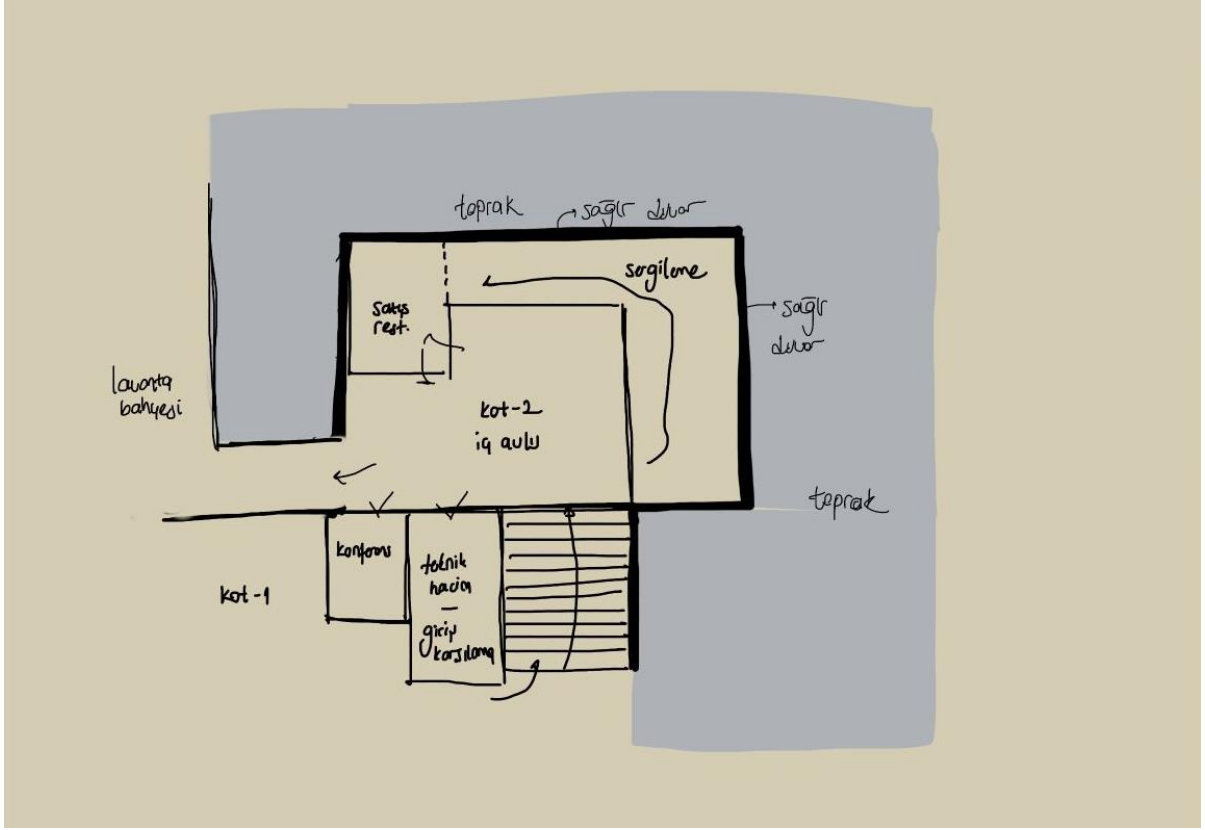 toprak
sağır duvar
sergileme
satış
rest.
sağır
duvar
lavanta
bahçesi
kot-2
iç avlu
toprak
konferans
teknik
hacim
giriş
karşılama
kot-1